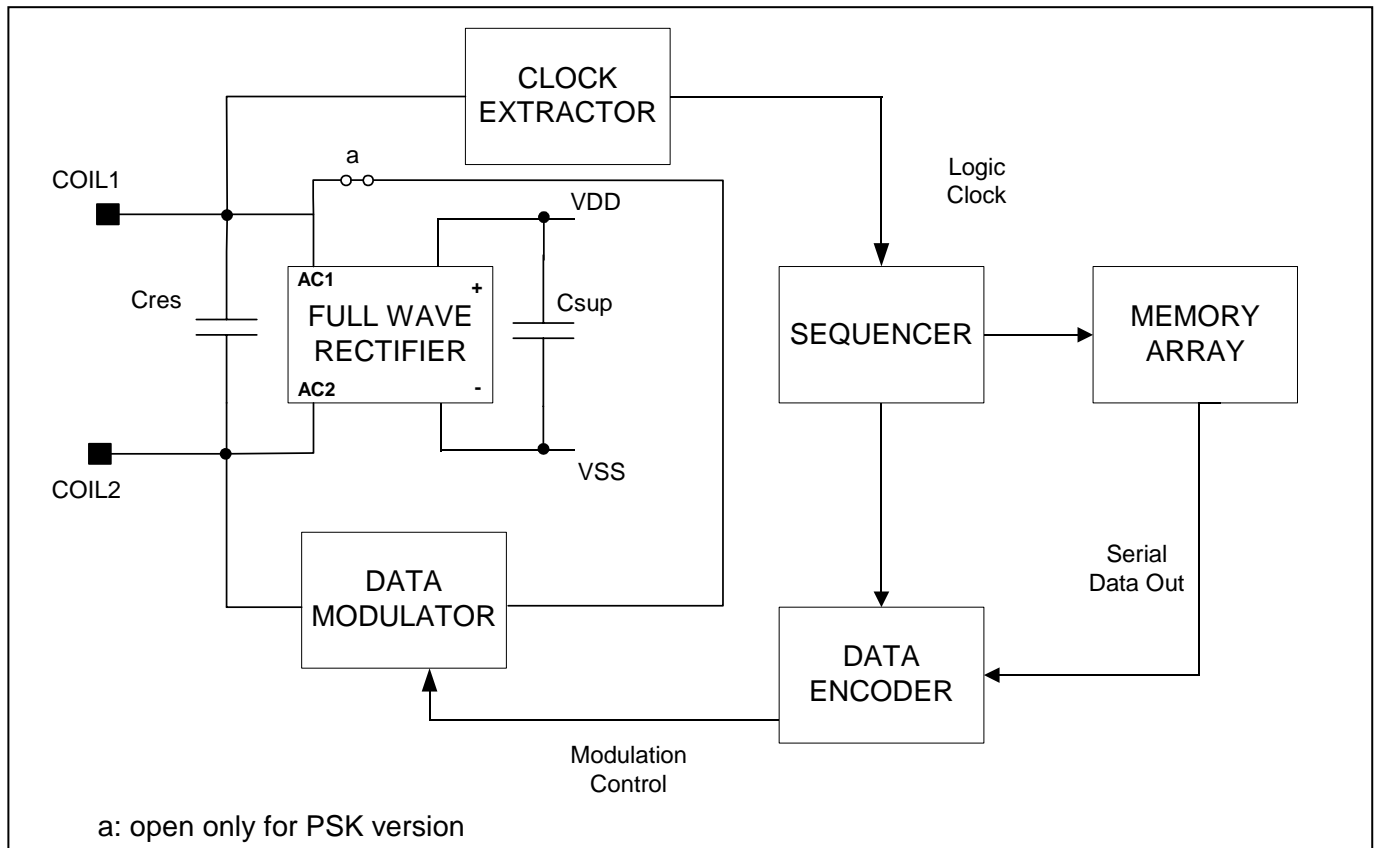 CLOCK
EXTRACTOR
a
COIL1
Logic
Clock
VDD
AC1
+
Cres
FULL WAVE
RECTIFIER
Csup
SEQUENCER
MEMORY
ARRAY
AC2
-
COIL2
VSS
DATA
MODULATOR
Serial
Data Out
DATA
ENCODER
Modulation
Control
a: open only for PSK version